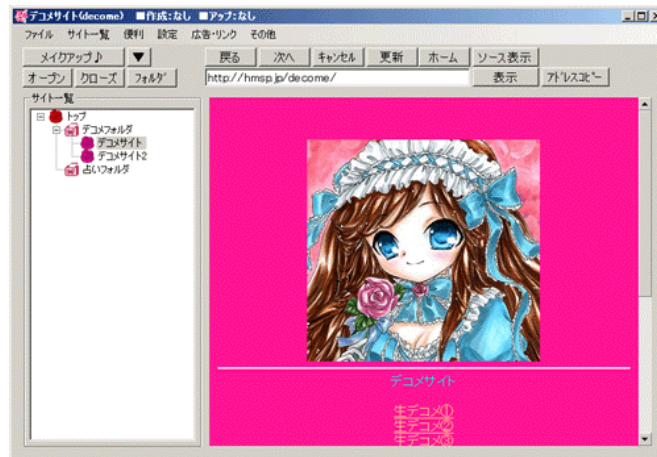 デコメサイト(decome) ■作成:なし ■アップ:なし
ファイル サイト一覧 便利 設定 広告・リンク その他
メイクアップ♪ ▼ 戻る 次へ キャンセル 更新 ホーム ソース表示
オープン クローズ フォルダ http://hmsp.jp/decome/ 表示 アドレスコピー
サイト一覧
トップ
デコメフォルダ
デコメサイト
デコメサイト2
占いフォルダ
デコメサイト
生デコメ①
生デコメ②
生デコメ③